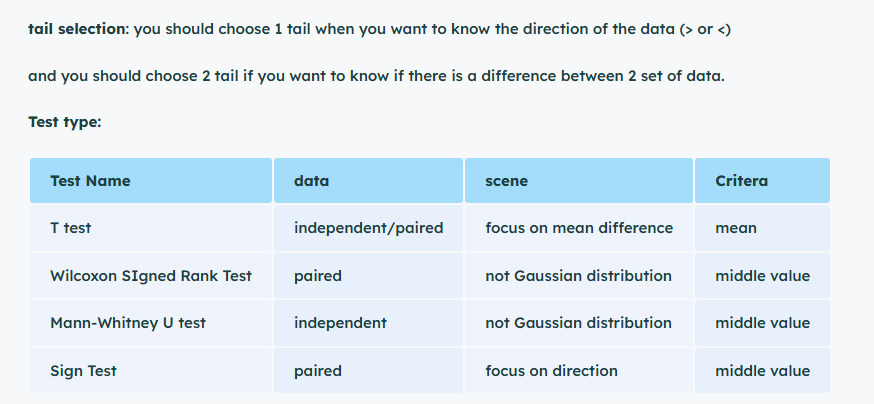 tail selection: you should choose 1 tail when you want to know the direction of the data (> or <)
and you should choose 2 tail if you want to know if there is a difference between 2 set of data.
Test type:
Test Name data scene Critera
T test independent/paired focus on mean difference mean
Wilcoxon SIgned Rank Test paired not Gaussian distribution middle value
Mann-Whitney U test independent not Gaussian distribution middle value
Sign Test paired focus on direction middle value